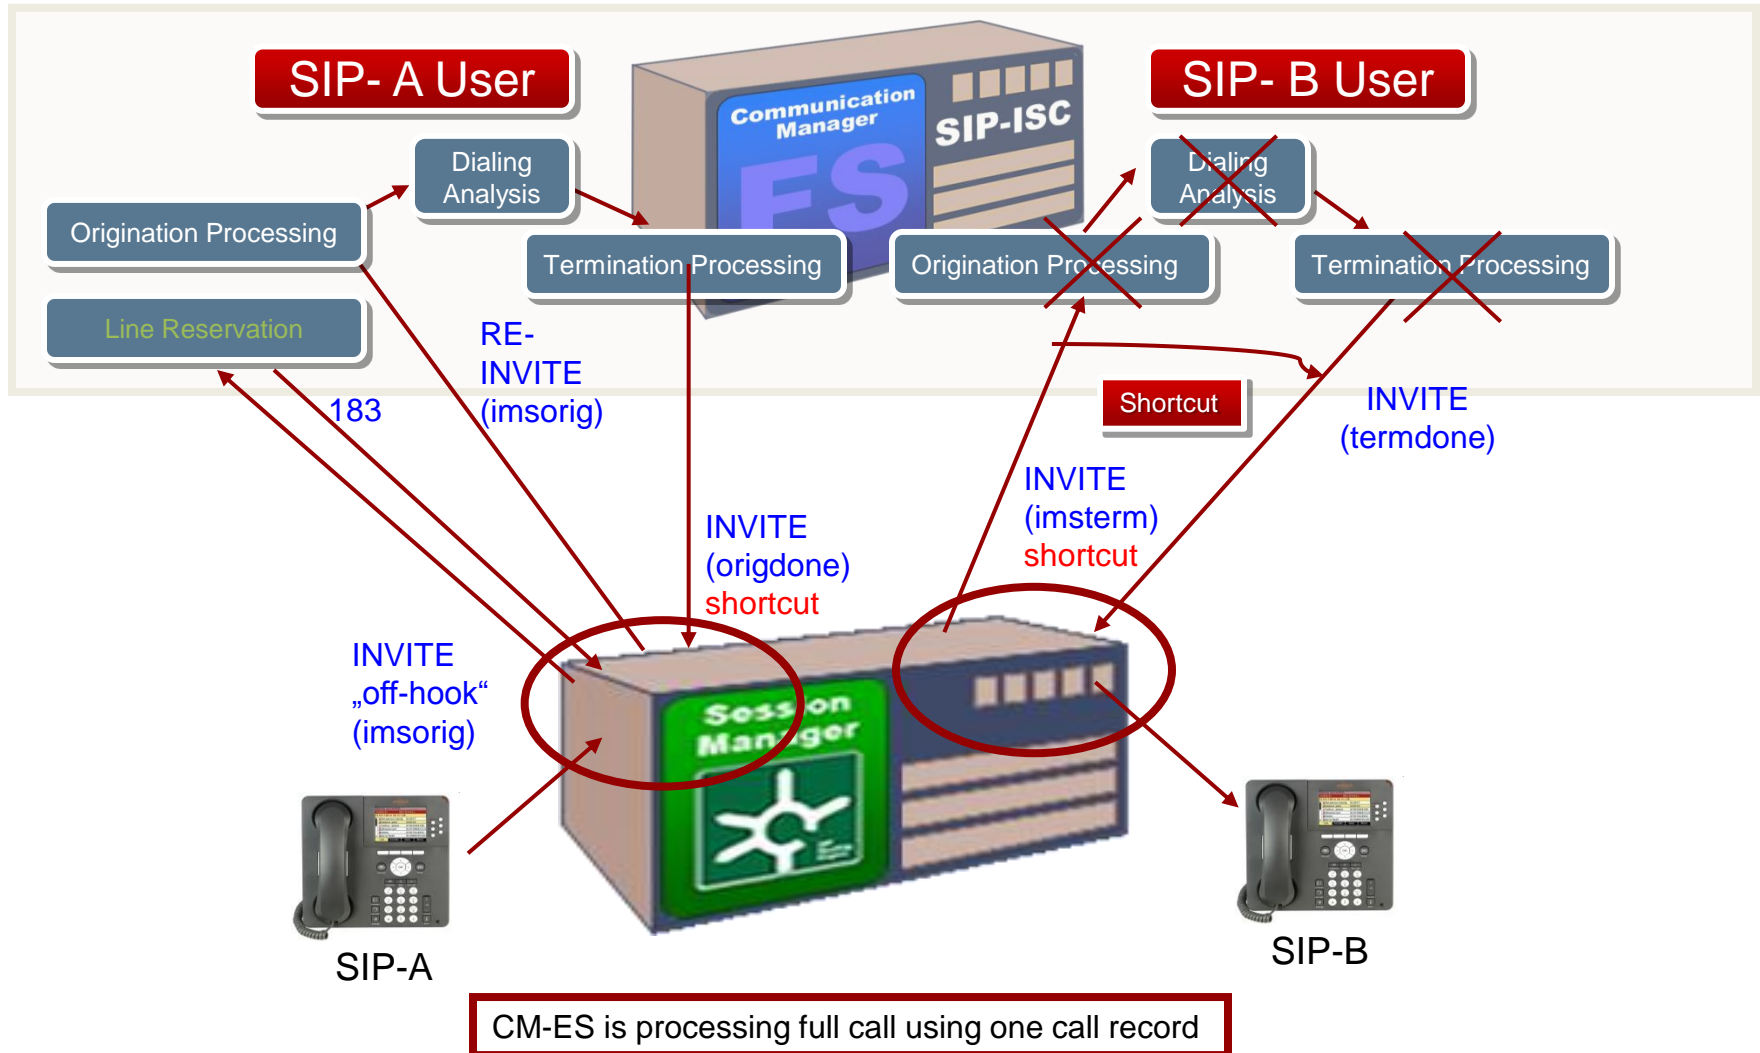 SIP- A User
SIP- B User
Communication
Manager
SIP-ISC
ES
Dialing
Analysis
Dialing
Analysis
Origination Processing
Termination Processing
Origination Processing
Termination Processing
Line Reservation
RE-
INVITE
(imsorig)
183
Shortcut
INVITE
(termdone)
INVITE
(imsterm)
shortcut
INVITE
(origdone)
shortcut
INVITE
„off-hook“
(imsorig)
Session
Manager
SIP-A
SIP-B
CM-ES is processing full call using one call record